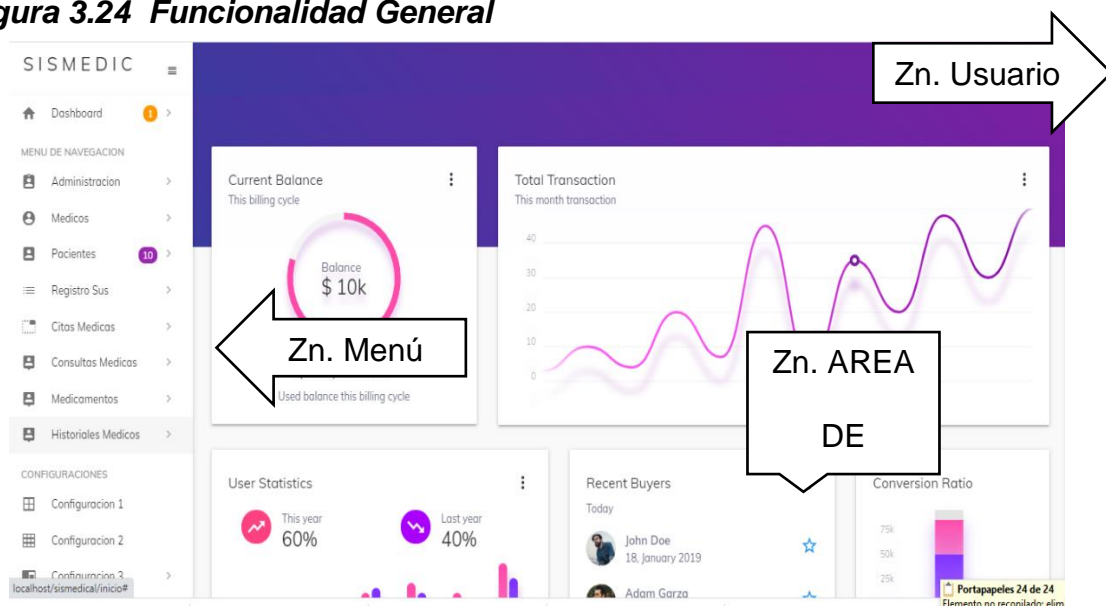 gura 3.24 Funcionalidad General
SISMEDIC
Dashboard 1
MENU DE NAVEGACION
Administracion
Medicos
Pacientes 10
Registro Sus
Citas Medicas
Consultas Medicas
Medicamentos
Historiales Medicos
CONFIGURACIONES
Configuracion 1
Configuracion 2
Configuracion 3
localhost/sismedical/inicio#
Zn. Usuario
Current Balance
This billing cycle
Balance
$ 10k
Zn. Menú
Used balance this billing cycle
Total Transaction
This month transaction
40
30
20
10
0
Zn. AREA
DE
User Statistics
This year
60%
Last year
40%
Recent Buyers
Today
John Doe
18, January 2019
Adam Garza
Conversion Ratio
75k
50k
25k
Portapapeles 24 de 24
Elemento no recopilado: elim